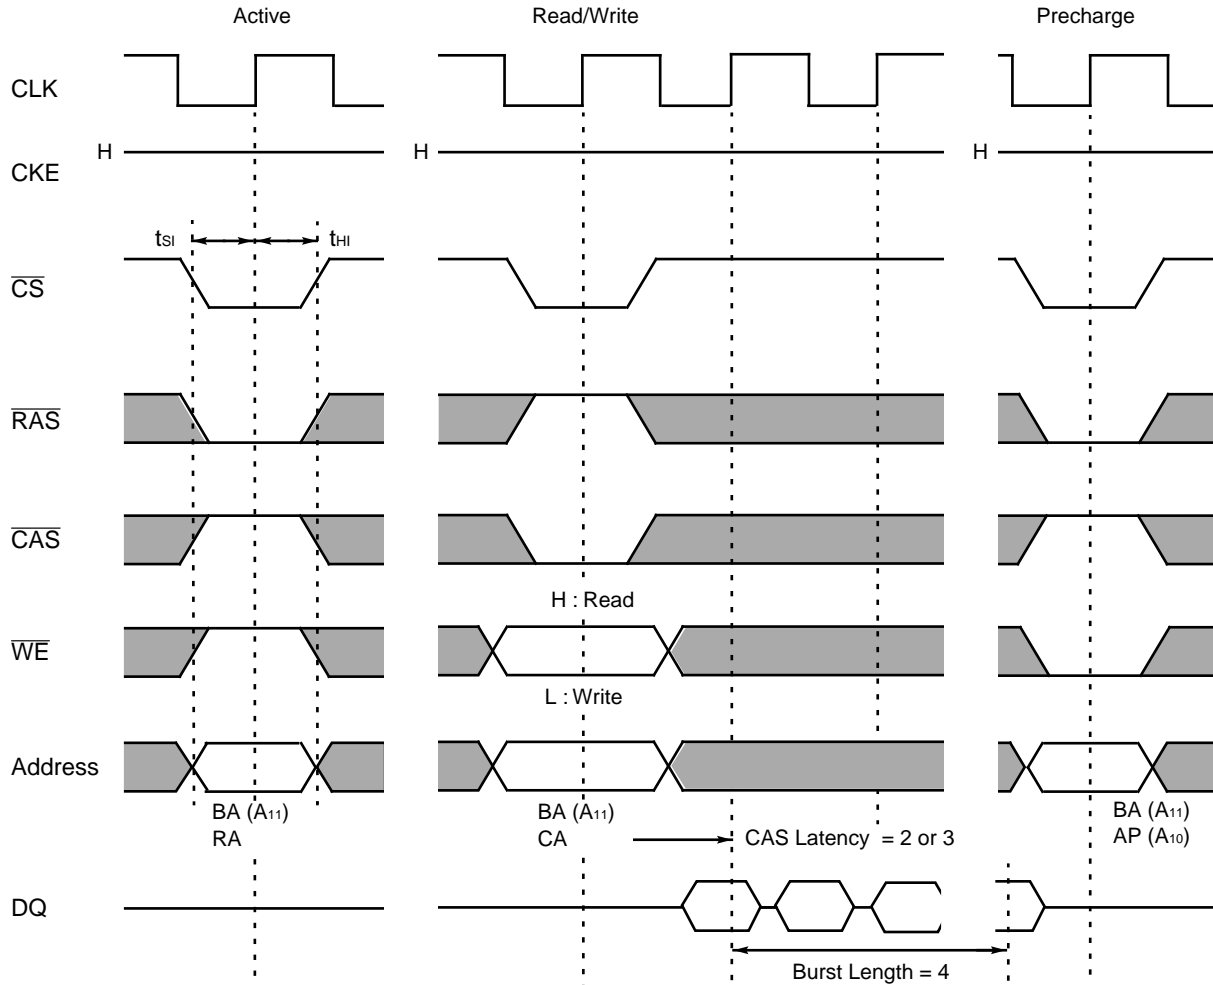 Active Read/Write Precharge
CLK
H H H
CKE
tSI tHI
CS
RAS
CAS
H : Read
WE
L : Write
Address
BA (A11) BA (A11) BA (A11)
RA CA CAS Latency = 2 or 3 AP (A10)
DQ
Burst Length = 4